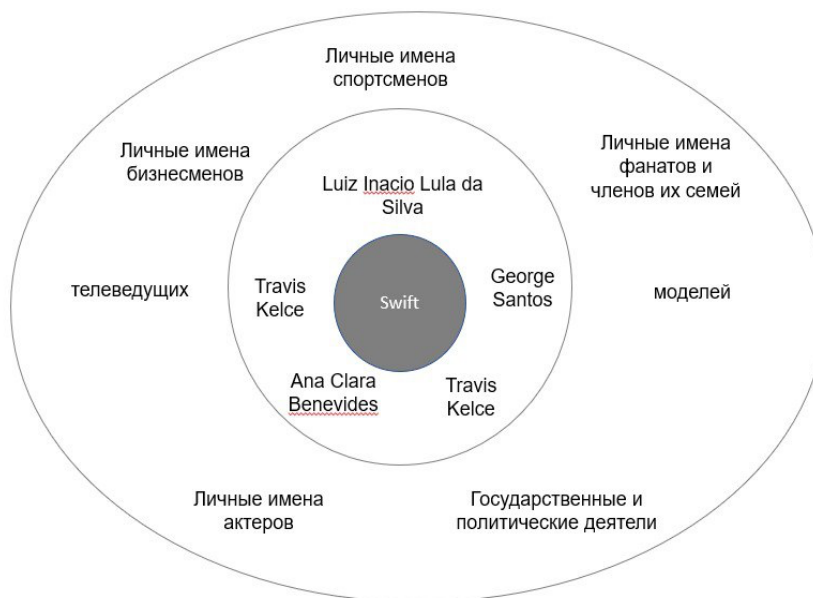 Личные имена
спортсменов
Личные имена
бизнесменов
Личные имена
фанатов и
членов их семей
Luiz Inacio Lula da
Silva
телеведущих
Travis
Kelce
Swift
George
Santos
моделей
Ana Clara
Benevides
Travis
Kelce
Личные имена
актеров
Государственные и
политические деятели